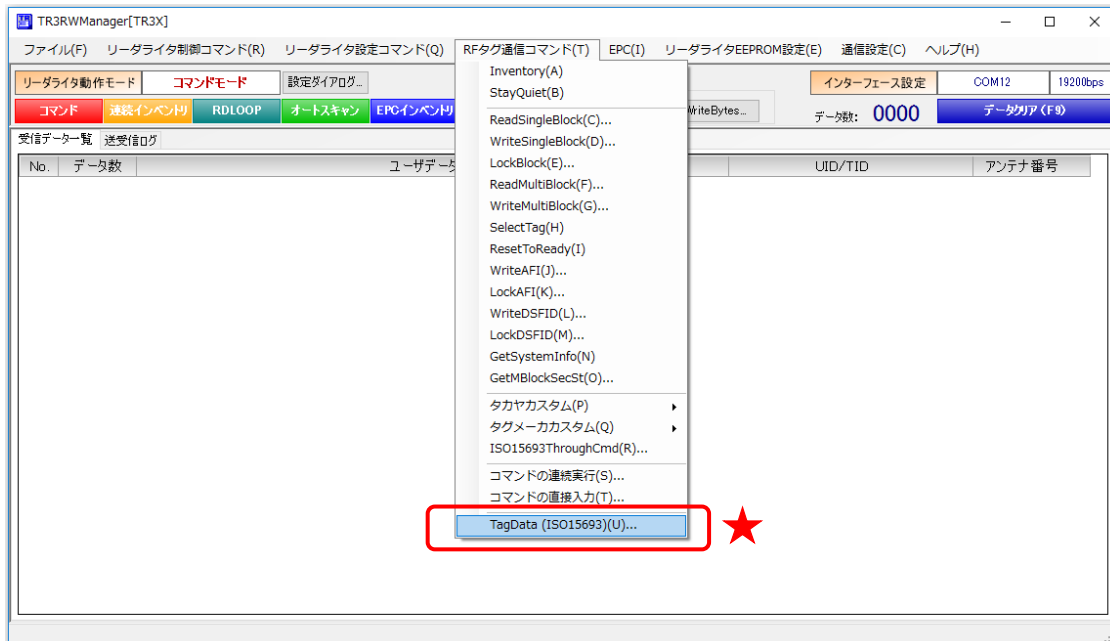 TR3RWManager[TR3X]
ファイル(F) リーダライタ制御コマンド(R) リーダライタ設定コマンド(Q) RFタグ通信コマンド(T) EPC(I) リーダライタEEPROM設定(E) 通信設定(C) ヘルプ(H)
リーダライタ動作モード コマンドモード 設定ダイアログ... インターフェース設定 COM12 19200bps
コマンド 連続インベントリ RDLOOP オートスキャン EPCインベントリ WriteBytes... データ数: 0000 データクリア(F9)
受信データ一覧 送受信ログ
No. データ数 ユーザデータ UID/TID アンテナ番号
Inventory(A)
StayQuiet(B)
ReadSingleBlock(C)...
WriteSingleBlock(D)...
LockBlock(E)...
ReadMultiBlock(F)...
WriteMultiBlock(G)...
SelectTag(H)
ResetToReady(I)
WriteAFI(J)...
LockAFI(K)...
WriteDSFID(L)...
LockDSFID(M)...
GetSystemInfo(N)
GetMBlockSecSt(O)...
タカヤカスタム(P)
タグメーカカスタム(Q)
ISO15693ThroughCmd(R)...
コマンドの連続実行(S)...
コマンドの直接入力(T)...
TagData (ISO15693)(U)...